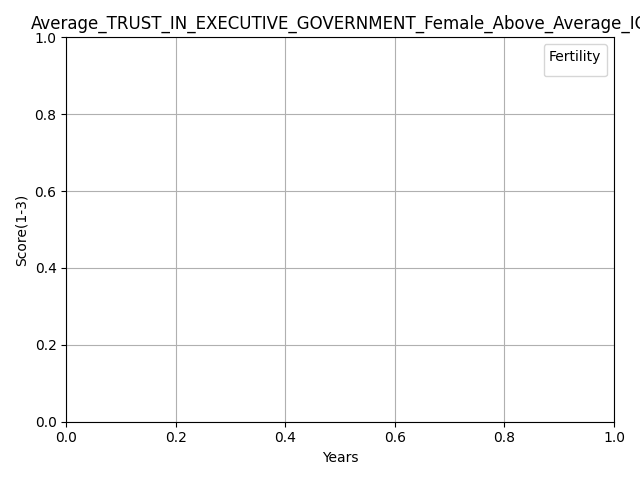 Average_TRUST_IN_EXECUTIVE_GOVERNMENT_Female_Above_Average_IQ
Fertility
1.0
0.8
0.6
0.4
0.2
0.0
Score(1-3)
0.0 0.2 0.4 0.6 0.8 1.0
Years